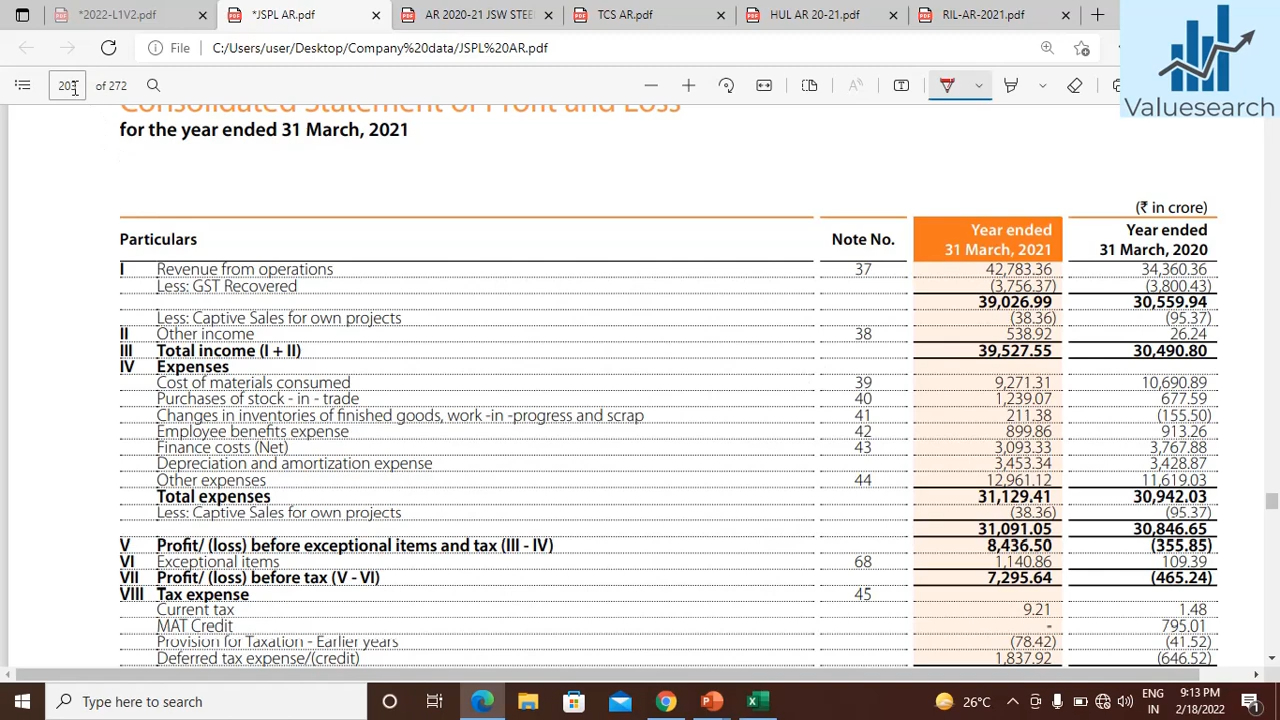 *2022-L1V2.pdf
*JSPL AR.pdf
AR 2020-21 JSW STEE
TCS AR.pdf
HUL AR 20-21.pdf
RIL-AR-2021.pdf
File C:/Users/user/Desktop/Company%20data/JSPL%20AR.pdf
of 272
Valuesearch
Consolidated Statement of Profit and Loss
for the year ended 31 March, 2021
(₹ in crore)
Particulars Note No. Year ended 31 March, 2021 Year ended 31 March, 2020
I Revenue from operations 37 42,783.36 34,360.36
Less: GST Recovered (3,756.37) (3,800.43)
39,026.99 30,559.94
Less: Captive Sales for own projects (38.36) (95.37)
II Other income 38 538.92 26.24
III Total income (I + II) 39,527.55 30,490.80
IV Expenses
Cost of materials consumed 39 9,271.31 10,690.89
Purchases of stock - in - trade 40 1,239.07 677.59
Changes in inventories of finished goods, work -in -progress and scrap 41 211.38 (155.50)
Employee benefits expense 42 899.86 913.26
Finance costs (Net) 43 3,093.33 3,767.88
Depreciation and amortization expense 3,453.34 3,428.87
Other expenses 44 12,961.12 11,619.03
Total expenses 31,129.41 30,942.03
Less: Captive Sales for own projects (38.36) (95.37)
31,091.05 30,846.65
V Profit/ (loss) before exceptional items and tax (III - IV) 8,436.50 (355.85)
VI Exceptional items 68 1,140.86 109.39
VII Profit/ (loss) before tax (V - VI) 7,295.64 (465.24)
VIII Tax expense 45
Current tax 9.21 1.48
MAT Credit - 795.01
Provision for Taxation - Earlier years (78.42) (41.52)
Deferred tax expense/(credit) 1,837.92 (646.52)
Type here to search
26°C
ENG
IN
9:13 PM
2/18/2022
1